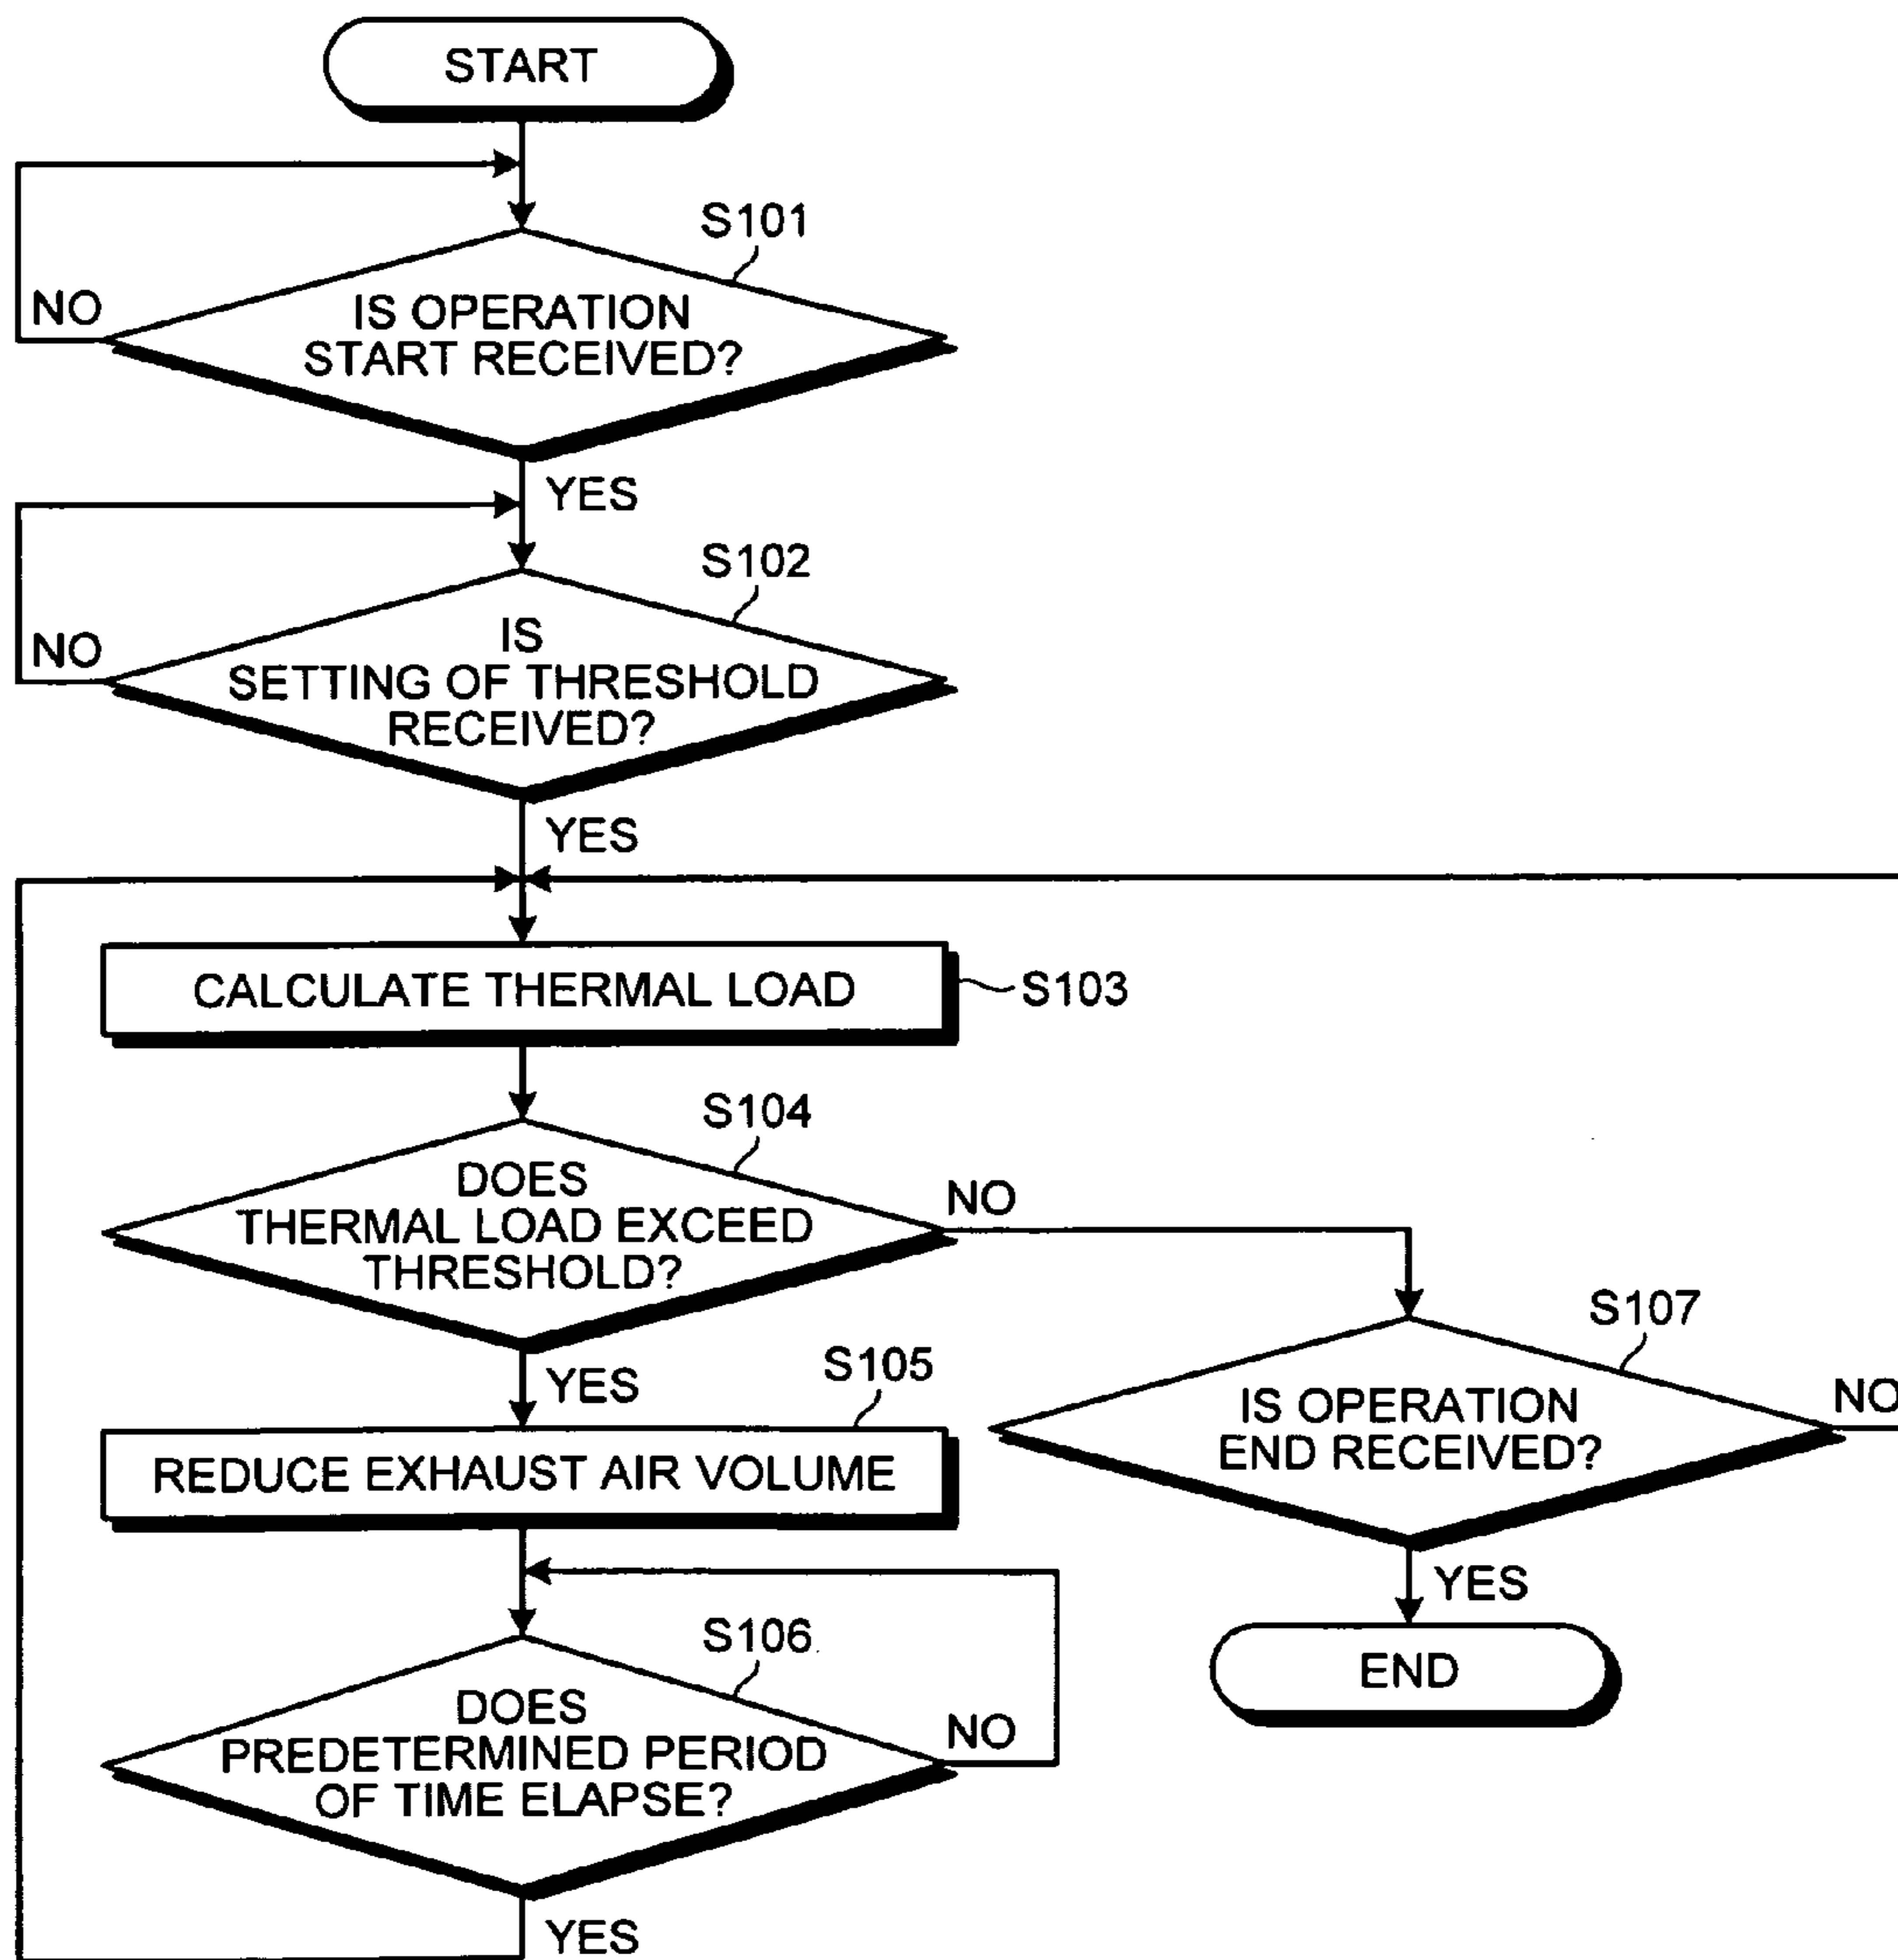 START
S101
NO
IS OPERATION
START RECEIVED?
YES
S102
NO
IS
SETTING OF THRESHOLD
RECEIVED?
YES
CALCULATE THERMAL LOAD
S103
S104
DOES
THERMAL LOAD EXCEED
THRESHOLD?
NO
YES
S105
REDUCE EXHAUST AIR VOLUME
S107
IS OPERATION
END RECEIVED?
NO
YES
END
S106
DOES
PREDETERMINED PERIOD
OF TIME ELAPSE?
NO
YES